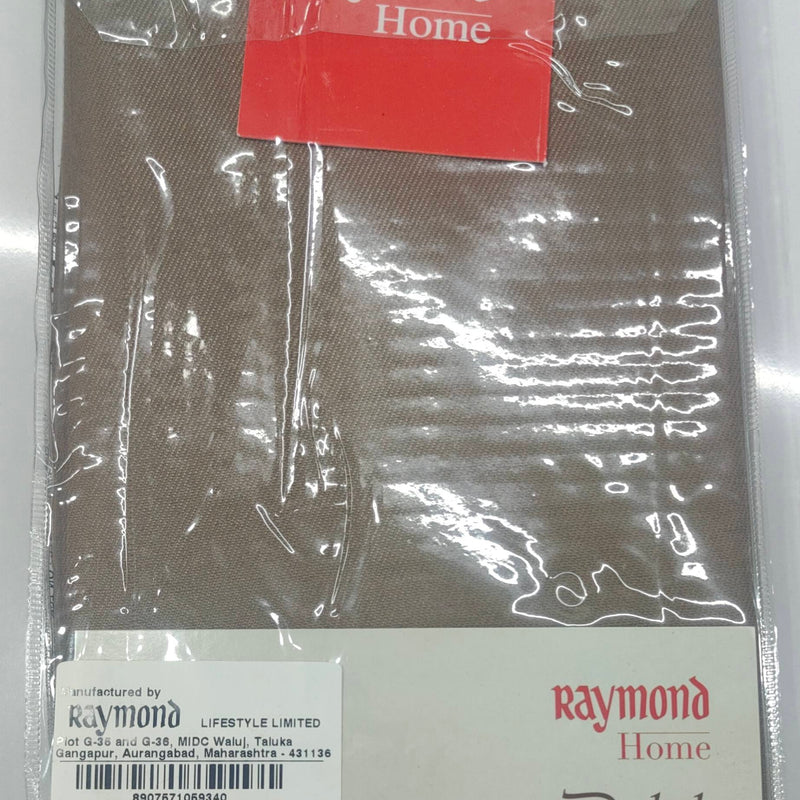 Home
Manufactured by
Raymond LIFESTYLE LIMITED
Plot G-35 and G-36, MIDC Waluj, Taluka
Gangapur, Aurangabad, Maharashtra - 431136
8907571059340
Raymond
Home